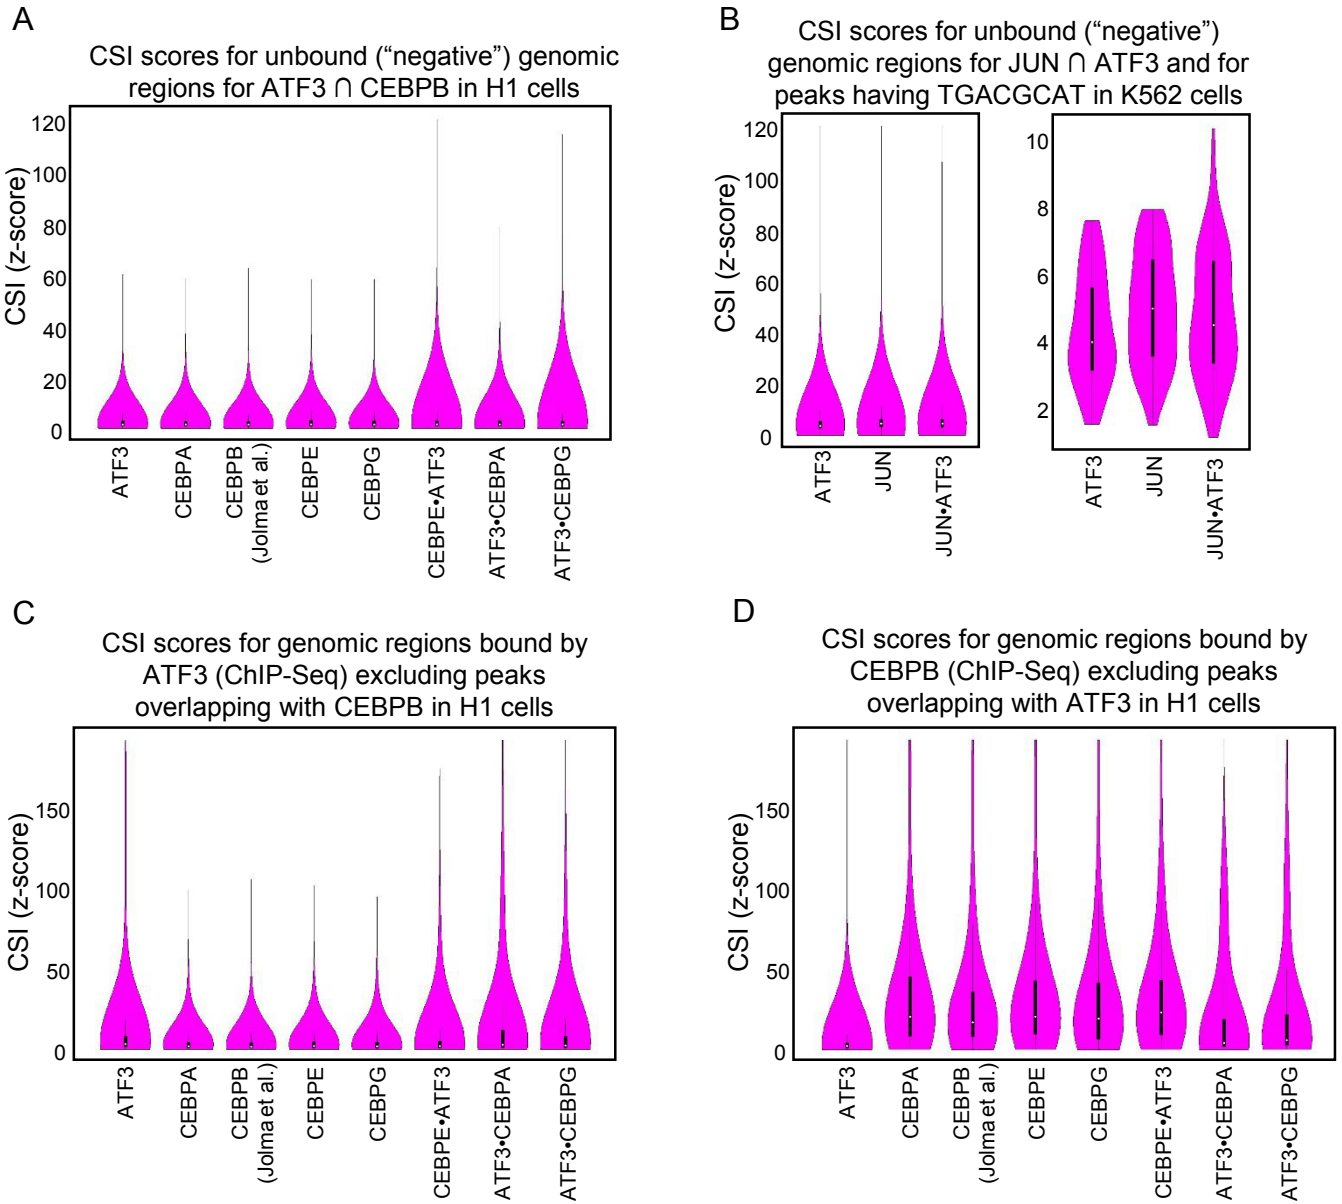 A
CSI scores for unbound (“negative”) genomic
regions for ATF3 ∩ CEBPB in H1 cells
CSI (z-score)
120
100
80
60
40
20
0
ATF3
CEBPA
CEBPB
(Jolma et al.)
CEBPE
CEBPG
CEBPE•ATF3
ATF3•CEBPA
ATF3•CEBPG
B
CSI scores for unbound (“negative”)
genomic regions for JUN ∩ ATF3 and for
peaks having TGACGCAT in K562 cells
CSI (z-score)
120
100
80
60
40
20
0
ATF3
JUN
JUN•ATF3
10
8
6
4
2
ATF3
JUN
JUN•ATF3
C
CSI scores for genomic regions bound by
ATF3 (ChIP-Seq) excluding peaks
overlapping with CEBPB in H1 cells
CSI (z-score)
150
100
50
0
ATF3
CEBPA
CEBPB
(Jolma et al.)
CEBPE
CEBPG
CEBPE•ATF3
ATF3•CEBPA
ATF3•CEBPG
D
CSI scores for genomic regions bound by
CEBPB (ChIP-Seq) excluding peaks
overlapping with ATF3 in H1 cells
CSI (z-score)
150
100
50
0
ATF3
CEBPA
CEBPB
(Jolma et al.)
CEBPE
CEBPG
CEBPE•ATF3
ATF3•CEBPA
ATF3•CEBPG